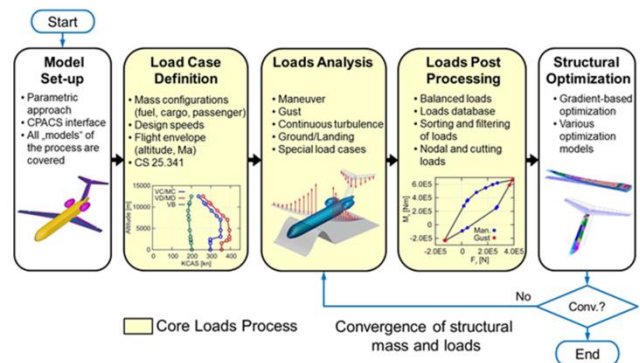 Start
Model
Set-up
• Parametric
approach
• CPACS interface
• All „models“ of
the process are
covered
Load Case
Definition
• Mass configurations
(fuel, cargo, passenger)
• Design speeds
• Flight envelope
(altitude, Ma)
• CS 25.341
VC/MC
VD/MD
VB
15000
10000
5000
0
Altitude [m]
0 100 200 300 400
KCAS [kn]
Loads Analysis
• Maneuver
• Gust
• Continuous turbulence
• Ground/Landing
• Special load cases
Loads Post
Processing
• Balanced loads
• Loads database
• Sorting and filtering
of loads
• Nodal and cutting
loads
6.0E5
4.0E5
2.0E5
0
-2.0E5
Man.
Gust
-2.0E5 0 2.0E5 4.0E5
Structural
Optimization
• Gradient-based
optimization
• Various
optimization
models
No
Conv.?
Core Loads Process
Convergence of structural
mass and loads
End